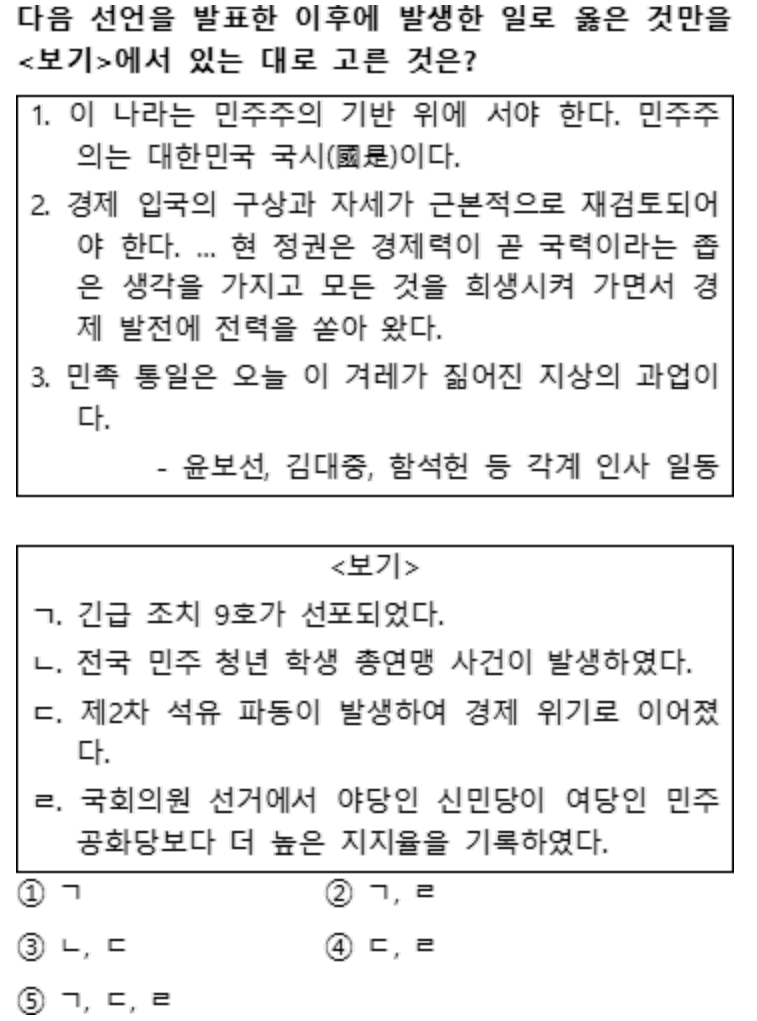 다음 선언을 발표한 이후에 발생한 일로 옳은 것만을
<보기>에서 있는 대로 고른 것은?
1. 이 나라는 민주주의 기반 위에 서야 한다. 민주주
의는 대한민국 국시(國是)이다.
2. 경제 입국의 구상과 자세가 근본적으로 재검토되어
야 한다. ... 현 정권은 경제력이 곧 국력이라는 좁
은 생각을 가지고 모든 것을 희생시켜 가면서 경
제 발전에 전력을 쏟아 왔다.
3. 민족 통일은 오늘 이 겨레가 짊어진 지상의 과업이
다.
- 윤보선, 김대중, 함석헌 등 각계 인사 일동
<보기>
ㄱ. 긴급 조치 9호가 선포되었다.
ㄴ. 전국 민주 청년 학생 총연맹 사건이 발생하였다.
ㄷ. 제2차 석유 파동이 발생하여 경제 위기로 이어졌
다.
ㄹ. 국회의원 선거에서 야당인 신민당이 여당인 민주
공화당보다 더 높은 지지율을 기록하였다.
① ㄱ ② ㄱ, ㄹ
③ ㄴ, ㄷ ④ ㄷ, ㄹ
⑤ ㄱ, ㄷ, ㄹ